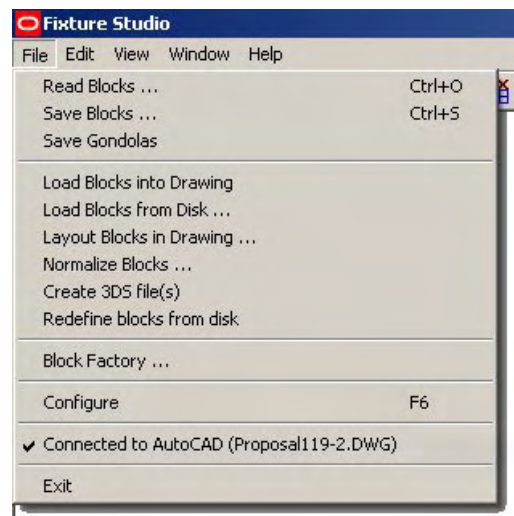 Fixture Studio
File Edit View Window Help
Read Blocks ... Ctrl+O
Save Blocks ... Ctrl+S
Save Gondolas
Load Blocks into Drawing
Load Blocks from Disk ...
Layout Blocks in Drawing ...
Normalize Blocks ...
Create 3DS file(s)
Redefine blocks from disk
Block Factory ...
Configure F6
Connected to AutoCAD (Proposal119-2.DWG)
Exit